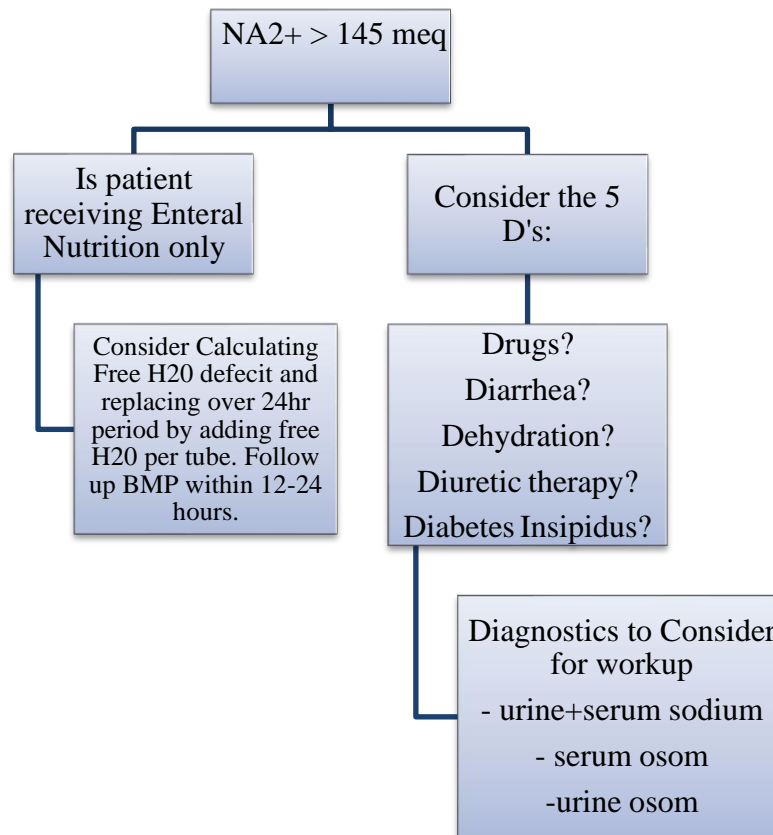 NA2+ > 145 meq
Is patient
receiving Enteral
Nutrition only
Consider Calculating
Free H20 defecit and
replacing over 24hr
period by adding free
H20 per tube. Follow
up BMP within 12-24
hours.
Consider the 5
D's:
Drugs?
Diarrhea?
Dehydration?
Diuretic therapy?
Diabetes Insipidus?
Diagnostics to Consider
for workup
- urine+serum sodium
- serum osom
-urine osom